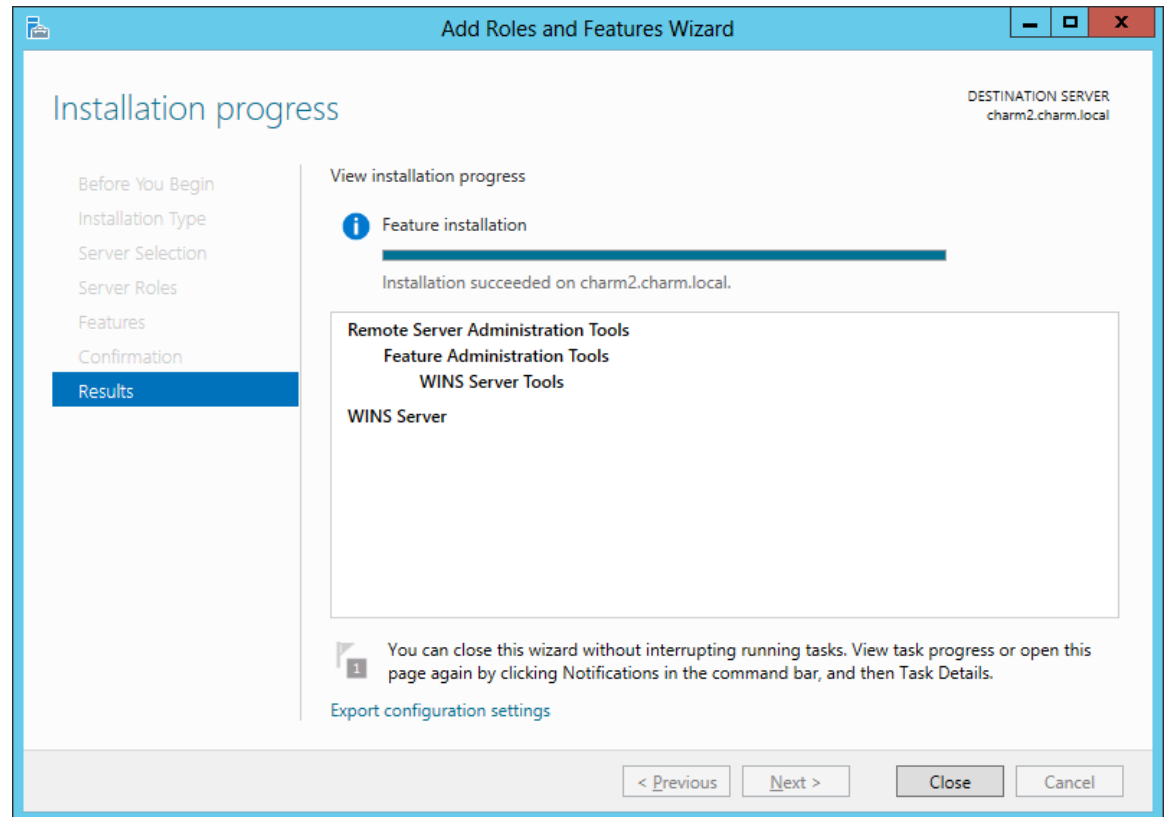 Add Roles and Features Wizard
Installation progress
DESTINATION SERVER
charm2.charm.local
Before You Begin
Installation Type
Server Selection
Server Roles
Features
Confirmation
Results
View installation progress
Feature installation
Installation succeeded on charm2.charm.local.
Remote Server Administration Tools
Feature Administration Tools
WINS Server Tools
WINS Server
1
You can close this wizard without interrupting running tasks. View task progress or open this
page again by clicking Notifications in the command bar, and then Task Details.
Export configuration settings
< Previous
Next >
Close
Cancel